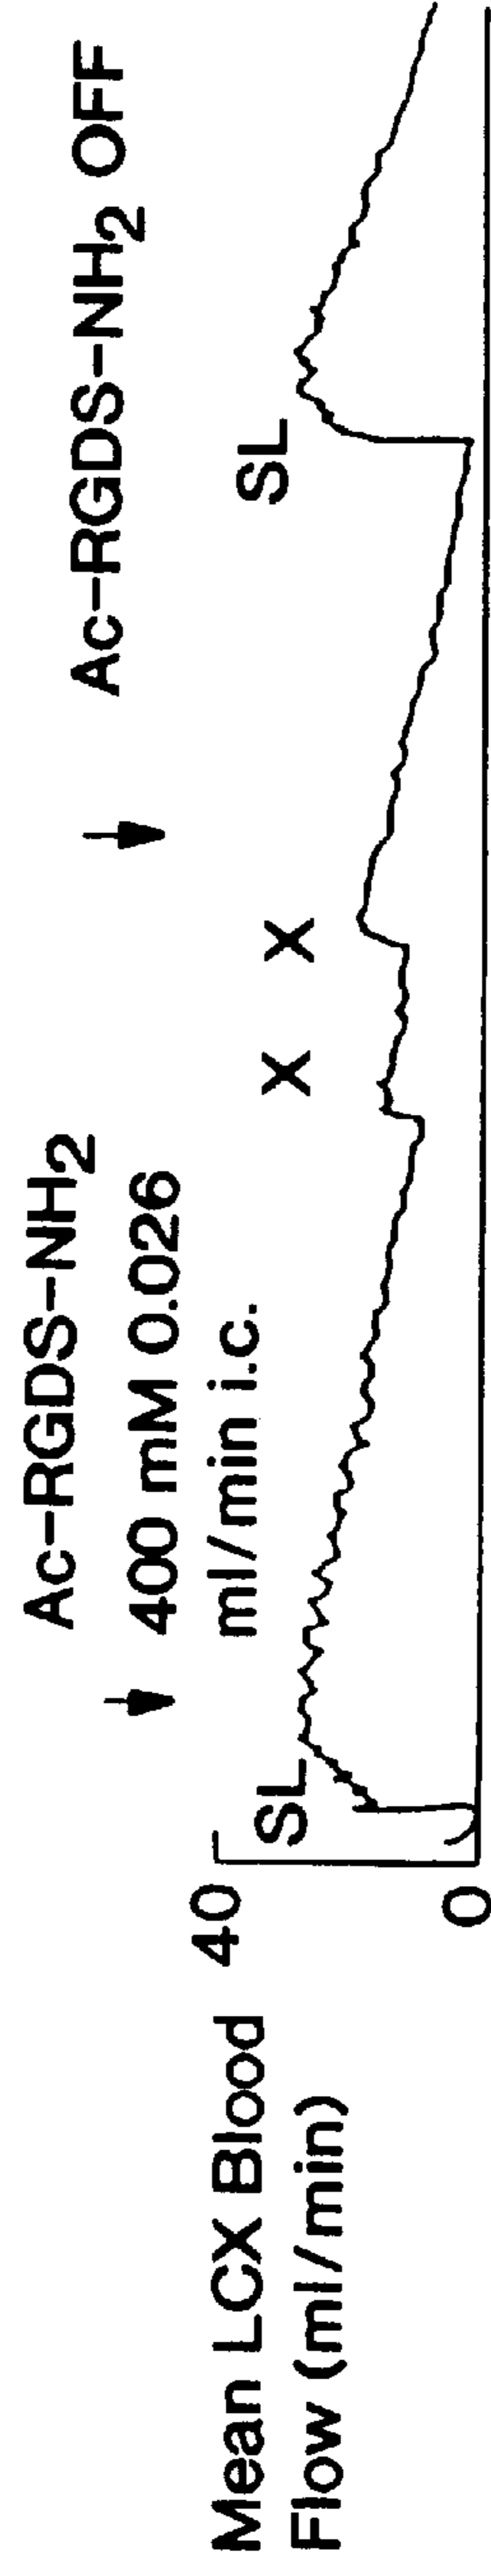 Mean LCX Blood
Flow (ml/min)
40
0
SL
Ac-RGDS-NH2
400 mM 0.026
ml/min i.c.
X X
Ac-RGDS-NH2 OFF
SL